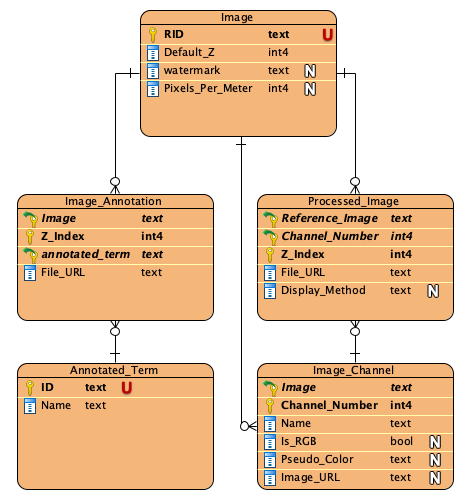 Image
RID text U
Default_Z int4
watermark text N
Pixels_Per_Meter int4 N
Image_Annotation
Image text
Z_Index int4
annotated_term text
File_URL text
Processed_Image
Reference_Image text
Channel_Number int4
Z_Index int4
File_URL text
Display_Method text N
Annotated_Term
ID text U
Name text
Image_Channel
Image text
Channel_Number int4
Name text
Is_RGB bool N
Pseudo_Color text N
Image_URL text N